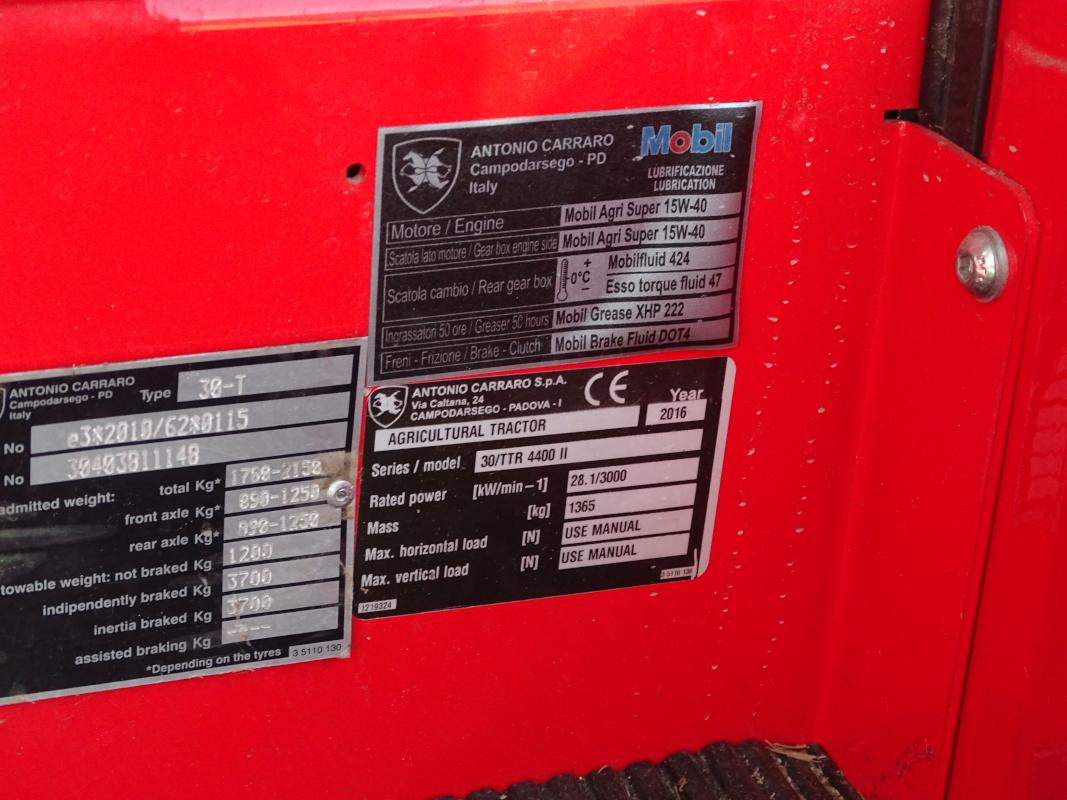 ANTONIO CARRARO
Campodarsego - PD
Italy
Mobil
LUBRIFICAZIONE
LUBRICATION
Motore / Engine Mobil Agri Super 15W-40
Scatola lato motore / Gear box engine side Mobil Agri Super 15W-40
Scatola cambio / Rear gear box + 0°C - Mobilfluid 424
Esso torque fluid 47
Ingrassatori 50 ore / Greaser 50 hours Mobil Grease XHP 222
Freni - Frizione / Brake - Clutch Mobil Brake Fluid DOT4
ANTONIO CARRARO
Campodarsego - PD
Italy
Type 30-T
No e3*2010/62*0115
No 30403811148
admitted weight: total Kg* 1760-2150
front axle Kg* 890-1250
rear axle Kg* 890-1250
towable weight: not braked Kg 1200
indipendently braked Kg 3700
inertia braked Kg 3700
assisted braking Kg ---
*Depending on the tyres 3 5110 130
ANTONIO CARRARO S.p.A. CE
Via Caltana, 24
CAMPODARSEGO - PADOVA - I
Year
2016
AGRICULTURAL TRACTOR
Series / model 30/TTR 4400 II
Rated power [kW/min-1] 28.1/3000
Mass [kg] 1365
Max. horizontal load [N] USE MANUAL
Max. vertical load [N] USE MANUAL
1219324 3 5110 130